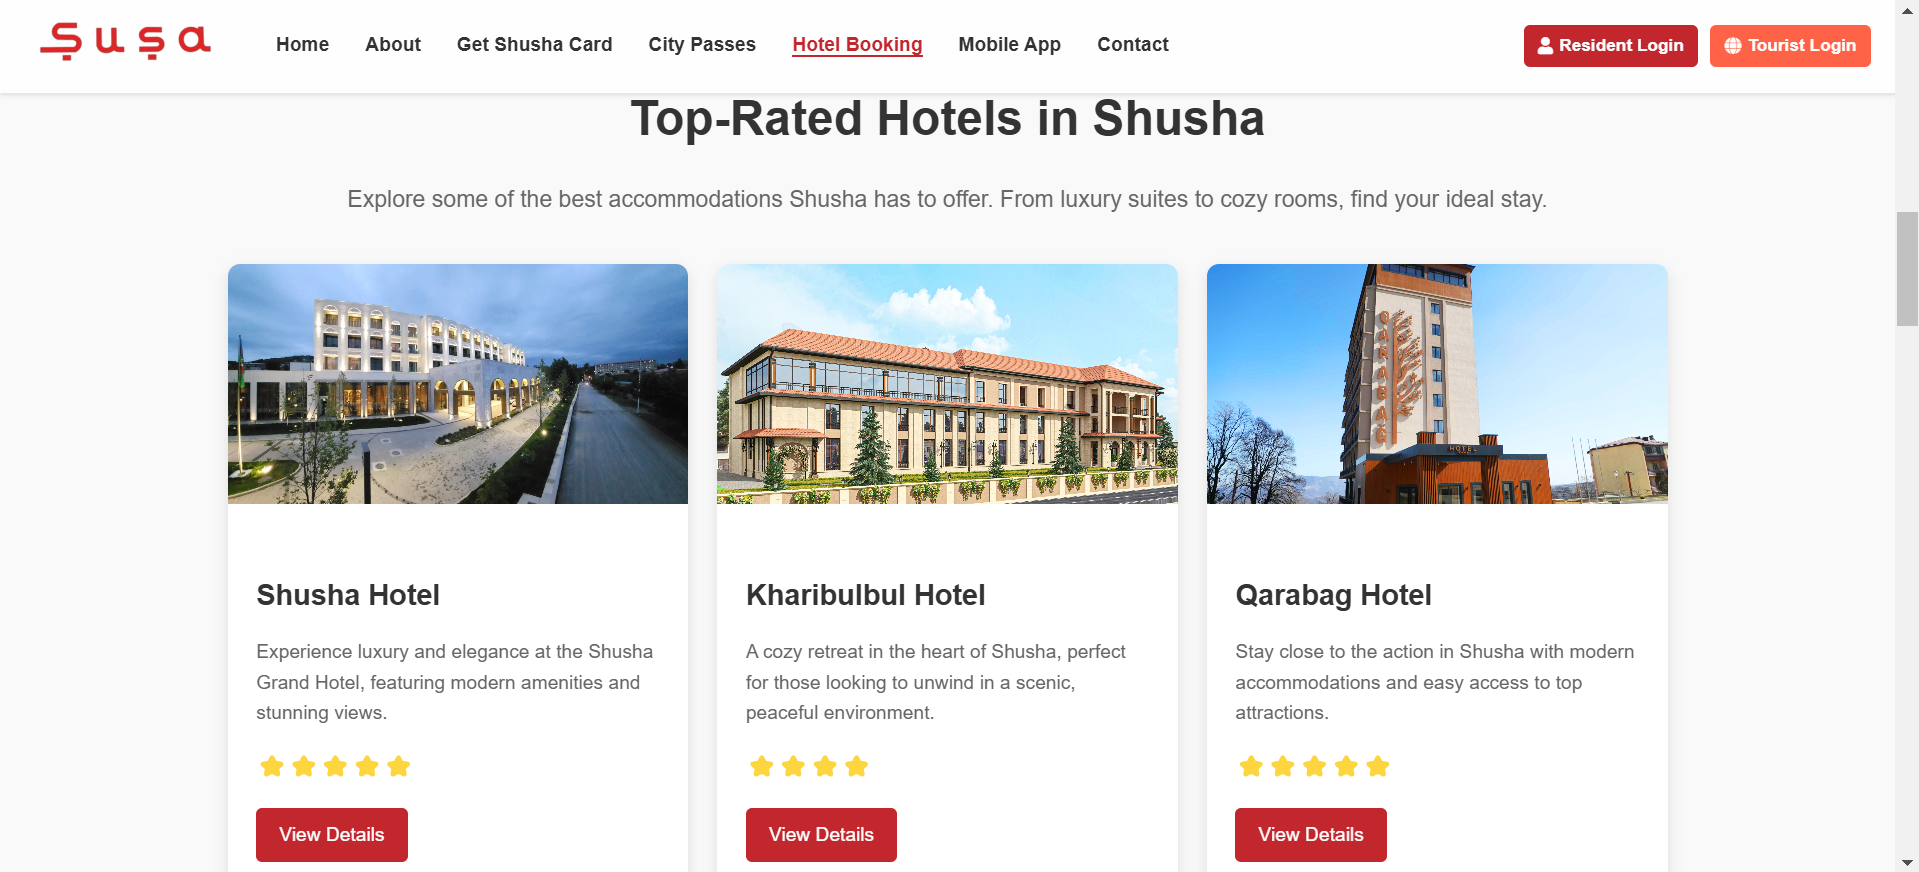 Şuşa
Home About Get Shusha Card City Passes Hotel Booking Mobile App Contact Resident Login Tourist Login
Top-Rated Hotels in Shusha
Explore some of the best accommodations Shusha has to offer. From luxury suites to cozy rooms, find your ideal stay.
QARABAĞ
HOTEL
Shusha Hotel
Experience luxury and elegance at the Shusha
Grand Hotel, featuring modern amenities and
stunning views.
View Details
Kharibulbul Hotel
A cozy retreat in the heart of Shusha, perfect
for those looking to unwind in a scenic,
peaceful environment.
View Details
Qarabag Hotel
Stay close to the action in Shusha with modern
accommodations and easy access to top
attractions.
View Details